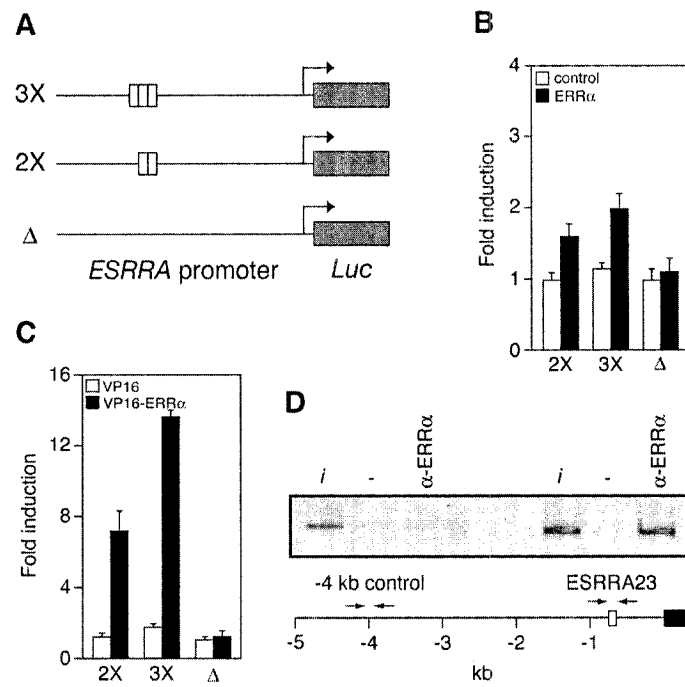 A
3X
2X
Δ
ESRRA promoter
Luc
B
4
3
2
1
0
Fold induction
control
ERRα
2X
3X
Δ
C
16
12
8
4
0
Fold induction
VP16
VP16-ERRα
2X
3X
Δ
D
i
-
α-ERRα
i
-
α-ERRα
-4 kb control
ESRRA23
-5
-4
-3
-2
-1
kb